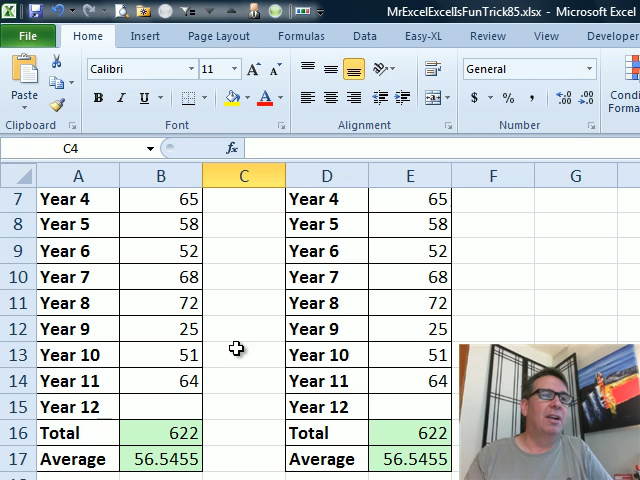 MrExcelExcelIsFunTrick85.xlsx - Microsoft Excel
File Home Insert Page Layout Formulas Data Easy-XL Review View Developer
Paste Calibri 11 A A General Condi
B I U A $ % , .00 .0 Form
Clipboard Font Alignment Number
C4 fx
A B C D E F G
7 Year 4 65 Year 4 65
8 Year 5 58 Year 5 58
9 Year 6 52 Year 6 52
10 Year 7 68 Year 7 68
11 Year 8 72 Year 8 72
12 Year 9 25 Year 9 25
13 Year 10 51 Year 10 51
14 Year 11 64 Year 11 64
15 Year 12 Year 12
16 Total 622 Total 622
17 Average 56.5455 Average 56.5455